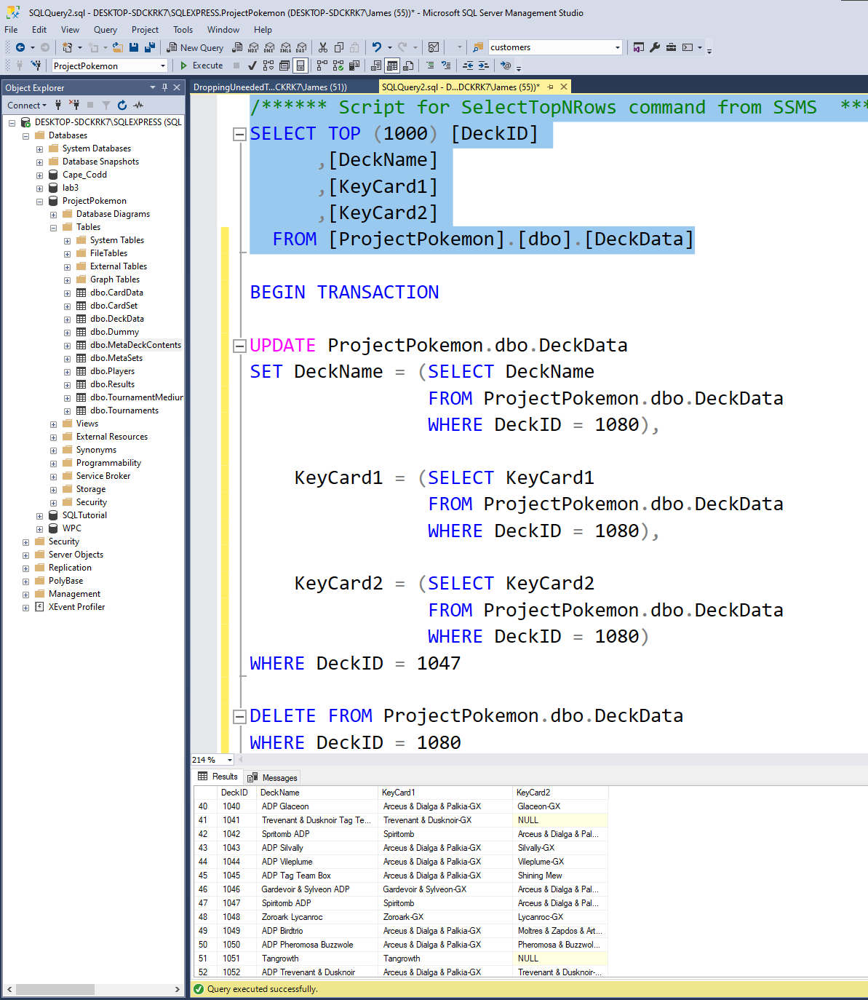 SQLQuery2.sql - DESKTOP-SDCKRK7\SQLEXPRESS.ProjectPokemon (DESKTOP-SDCKRK7\James (55))* - Microsoft SQL Server Management Studio
File Edit View Query Project Tools Window Help
New Query MDX DMX XMLA DAX customers
ProjectPokemon Execute
Object Explorer
Connect
DESKTOP-SDCKRK7\SQLEXPRESS (SQL
Databases
System Databases
Database Snapshots
Cape_Codd
lab3
ProjectPokemon
Database Diagrams
Tables
System Tables
FileTables
External Tables
Graph Tables
dbo.CardData
dbo.CardSet
dbo.DeckData
dbo.Dummy
dbo.MetaDeckContents
dbo.MetaSets
dbo.Players
dbo.Results
dbo.TournamentMediur
dbo.Tournaments
Views
External Resources
Synonyms
Programmability
Service Broker
Storage
Security
SQLTutorial
WPC
Security
Server Objects
Replication
PolyBase
Management
XEvent Profiler
DroppingUneededT...CKRK7\James (51)) SQLQuery2.sql - D...DCKRK7\James (55))*
/****** Script for SelectTopNRows command from SSMS ***
SELECT TOP (1000) [DeckID]
,[DeckName]
,[KeyCard1]
,[KeyCard2]
FROM [ProjectPokemon].[dbo].[DeckData]
BEGIN TRANSACTION
UPDATE ProjectPokemon.dbo.DeckData
SET DeckName = (SELECT DeckName
FROM ProjectPokemon.dbo.DeckData
WHERE DeckID = 1080),
KeyCard1 = (SELECT KeyCard1
FROM ProjectPokemon.dbo.DeckData
WHERE DeckID = 1080),
KeyCard2 = (SELECT KeyCard2
FROM ProjectPokemon.dbo.DeckData
WHERE DeckID = 1080)
WHERE DeckID = 1047
DELETE FROM ProjectPokemon.dbo.DeckData
WHERE DeckID = 1080
214 %
Results Messages
DeckID DeckName KeyCard1 KeyCard2
40 1040 ADP Glaceon Arceus & Dialga & Palkia-GX Glaceon-GX
41 1041 Trevenant & Dusknoir Tag Te... Trevenant & Dusknoir-GX NULL
42 1042 Spritomb ADP Spiritomb Arceus & Dialga & Pal...
43 1043 ADP Silvally Arceus & Dialga & Palkia-GX Silvally-GX
44 1044 ADP Vileplume Arceus & Dialga & Palkia-GX Vileplume-GX
45 1045 ADP Tag Team Box Arceus & Dialga & Palkia-GX Shining Mew
46 1046 Gardevoir & Sylveon ADP Gardevoir & Sylveon-GX Arceus & Dialga & Pal...
47 1047 Spiritomb ADP Spiritomb Arceus & Dialga & Pal...
48 1048 Zoroark Lycanroc Zoroark-GX Lycanroc-GX
49 1049 ADP Birdtrio Arceus & Dialga & Palkia-GX Moltres & Zapdos & Art...
50 1050 ADP Pheromosa Buzzwole Arceus & Dialga & Palkia-GX Pheromosa & Buzzwol...
51 1051 Tangrowth Tangrowth NULL
52 1052 ADP Trevenant & Dusknoir Arceus & Dialga & Palkia-GX Trevenant & Dusknoir-...
Query executed successfully.